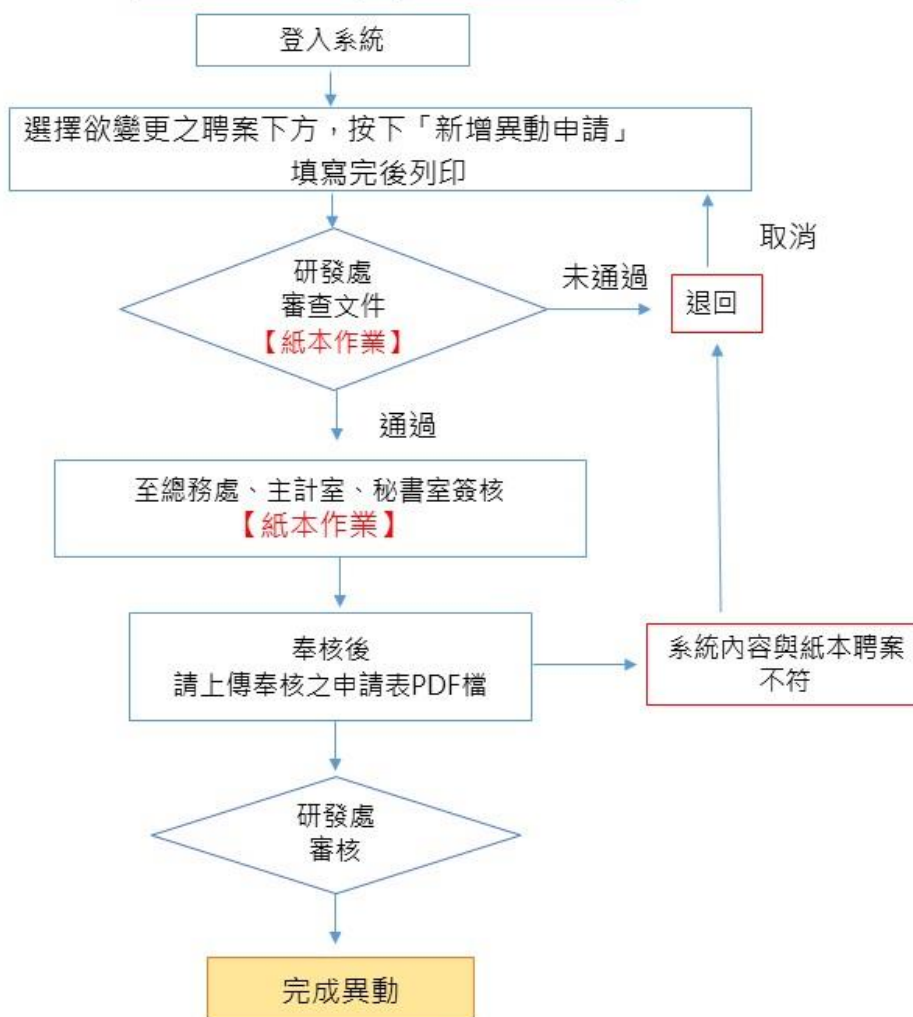 登入系統
選擇欲變更之聘案下方，按下「新增異動申請」
填寫完後列印
取消
研發處
審查文件
【紙本作業】
未通過
退回
通過
至總務處、主計室、秘書室簽核
【紙本作業】
奉核後
請上傳奉核之申請表PDF檔
系統內容與紙本聘案
不符
研發處
審核
完成異動